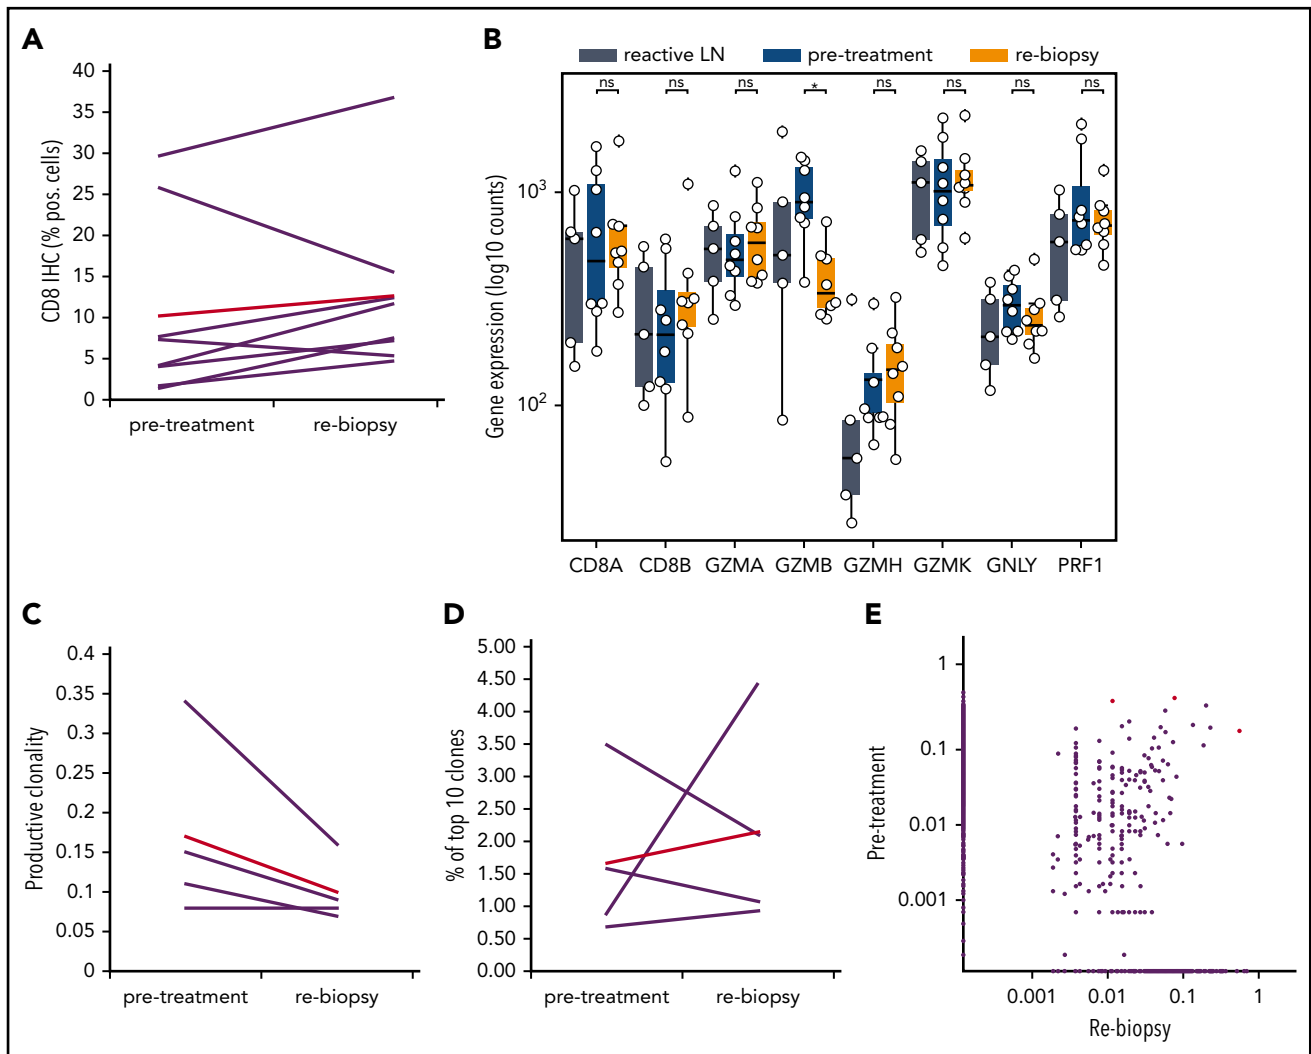 A
CD8 IHC (% pos. cells)
40
35
30
25
20
15
10
5
0
pre-treatment re-biopsy
B
reactive LN pre-treatment re-biopsy
ns ns ns * ns ns ns ns
Gene expression (log10 counts)
10³
10²
CD8A CD8B GZMA GZMB GZMH GZMK GNLY PRF1
C
Productive clonality
0.4
0.35
0.3
0.25
0.2
0.15
0.1
0.05
0
pre-treatment re-biopsy
D
% of top 10 clones
5.00
4.50
4.00
3.50
3.00
2.50
2.00
1.50
1.00
0.50
0.00
pre-treatment re-biopsy
E
Pre-treatment
1
0.1
0.01
0.001
0.001 0.01 0.1 1
Re-biopsy